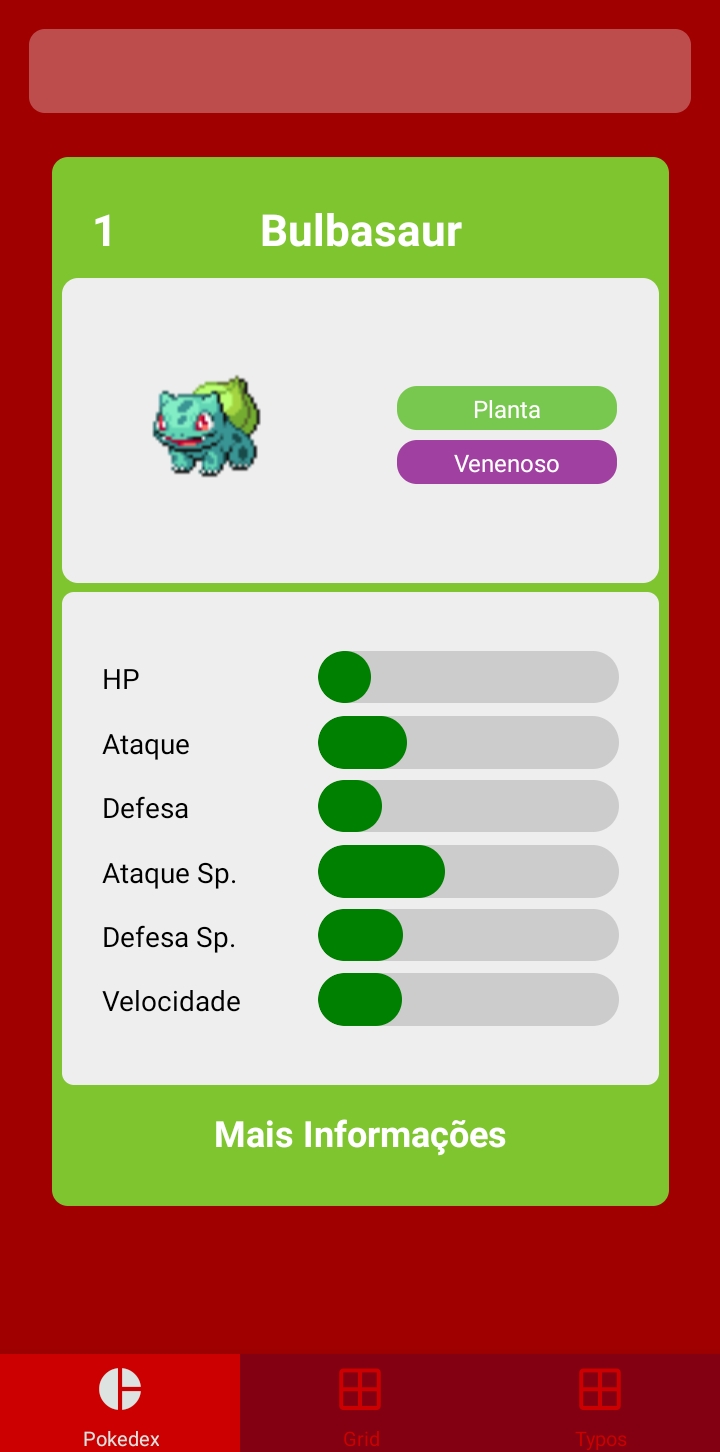 1 Bulbasaur
Planta
Venenoso
HP
Ataque
Defesa
Ataque Sp.
Defesa Sp.
Velocidade
Mais Informações
Pokedex Grid Typos